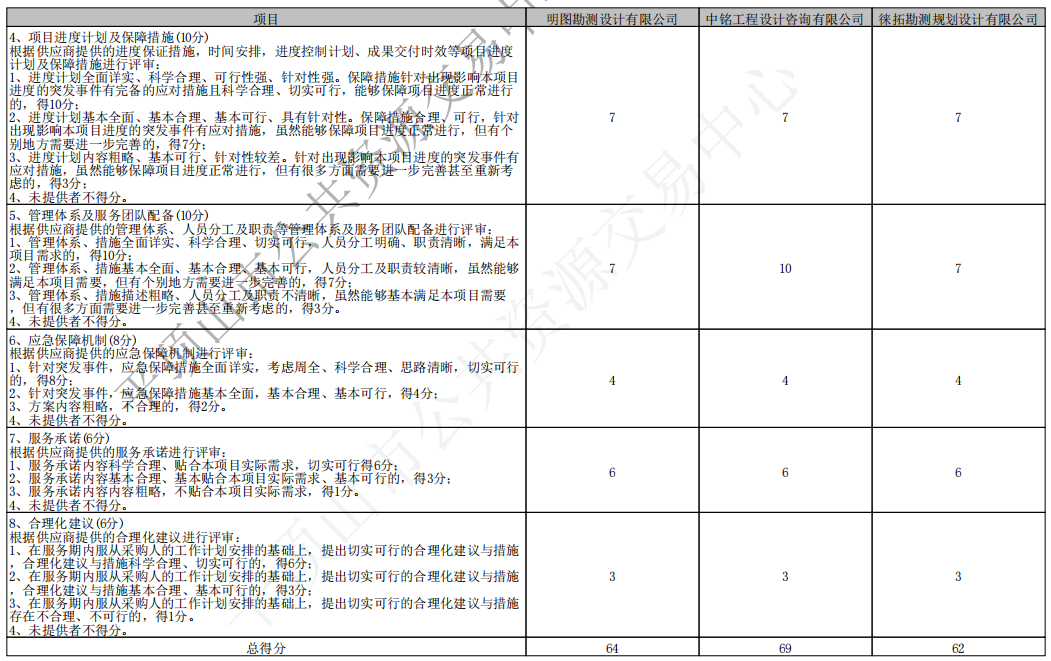 项目 明图勘测设计有限公司 中铭工程设计咨询有限公司 徕拓勘测规划设计有限公司
4、项目进度计划及保障措施(10分)
根据供应商提供的进度保证措施，时间安排，进度控制计划、成果交付时效等项目进度
计划及保障措施进行评审：
1、进度计划全面详实、科学合理、可行性强、针对性强。保障措施针对出现影响本项目
进度的突发事件有完备的应对措施且科学合理、切实可行，能够保障项目进度正常进行
的，得10分；
2、进度计划基本全面、基本合理、基本可行、具有针对性。保障措施合理、可行，针对
出现影响本项目进度的突发事件有应对措施，虽然能够保障项目进度正常进行，但有个
别地方需要进一步完善的，得7分；
3、进度计划内容粗略、基本可行、针对性较差。针对出现影响本项目进度的突发事件有
应对措施，虽然能够保障项目进度正常进行，但有很多方面需要进一步完善甚至重新考
虑的，得3分；
4、未提供者不得分。
7 7 7
5、管理体系及服务团队配备(10分)
根据供应商提供的管理体系、人员分工及职责等管理体系及服务团队配备进行评审：
1、管理体系、措施全面详实、科学合理、切实可行，人员分工明确、职责清晰，满足本
项目需求的，得10分；
2、管理体系、措施基本全面、基本合理、基本可行，人员分工及职责较清晰，虽然能够
满足本项目需要，但有个别地方需要进一步完善的，得7分；
3、管理体系、措施描述粗略、人员分工及职责不清晰，虽然能够基本满足本项目需要
，但有很多方面需要进一步完善甚至重新考虑的，得3分。
4、未提供者不得分。
7 10 7
6、应急保障机制(8分)
根据供应商提供的应急保障机制进行评审：
1、针对突发事件，应急保障措施全面详实，考虑周全、科学合理、思路清晰，切实可行
的，得8分；
2、针对突发事件，应急保障措施基本全面，基本合理、基本可行，得4分；
3、方案内容粗略，不合理的，得2分。
4、未提供者不得分。
4 4 4
7、服务承诺(6分)
根据供应商提供的服务承诺进行评审：
1、服务承诺内容科学合理、贴合本项目实际需求，切实可行得6分；
2、服务承诺内容基本合理、基本贴合本项目实际需求、基本可行的，得3分；
3、服务承诺内容内容粗略，不贴合本项目实际需求，得1分。
4、未提供者不得分。
6 6 6
8、合理化建议(6分)
根据供应商提供的合理化建议进行评审：
1、在服务期内服从采购人的工作计划安排的基础上，提出切实可行的合理化建议与措施
，合理化建议与措施科学合理、切实可行的，得6分；
2、在服务期内服从采购人的工作计划安排的基础上，提出切实可行的合理化建议与措施
，合理化建议与措施基本合理、基本可行的，得3分；
3、在服务期内服从采购人的工作计划安排的基础上，提出切实可行的合理化建议与措施
存在不合理、不可行的，得1分。
4、未提供者不得分。
3 3 3
总得分 64 69 62
平顶山市公共资源交易中
平顶山市公共资源交易中心